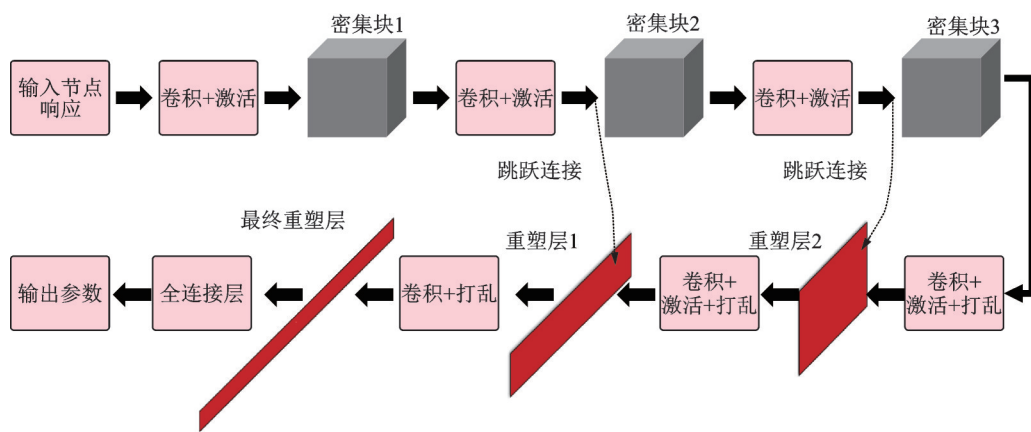 密集块1
密集块2
密集块3
输入节点
响应
卷积+激活
卷积+激活
卷积+激活
跳跃连接
跳跃连接
最终重塑层
重塑层1
重塑层2
输出参数
全连接层
卷积+打乱
卷积+
激活+打乱
卷积+
激活+打乱